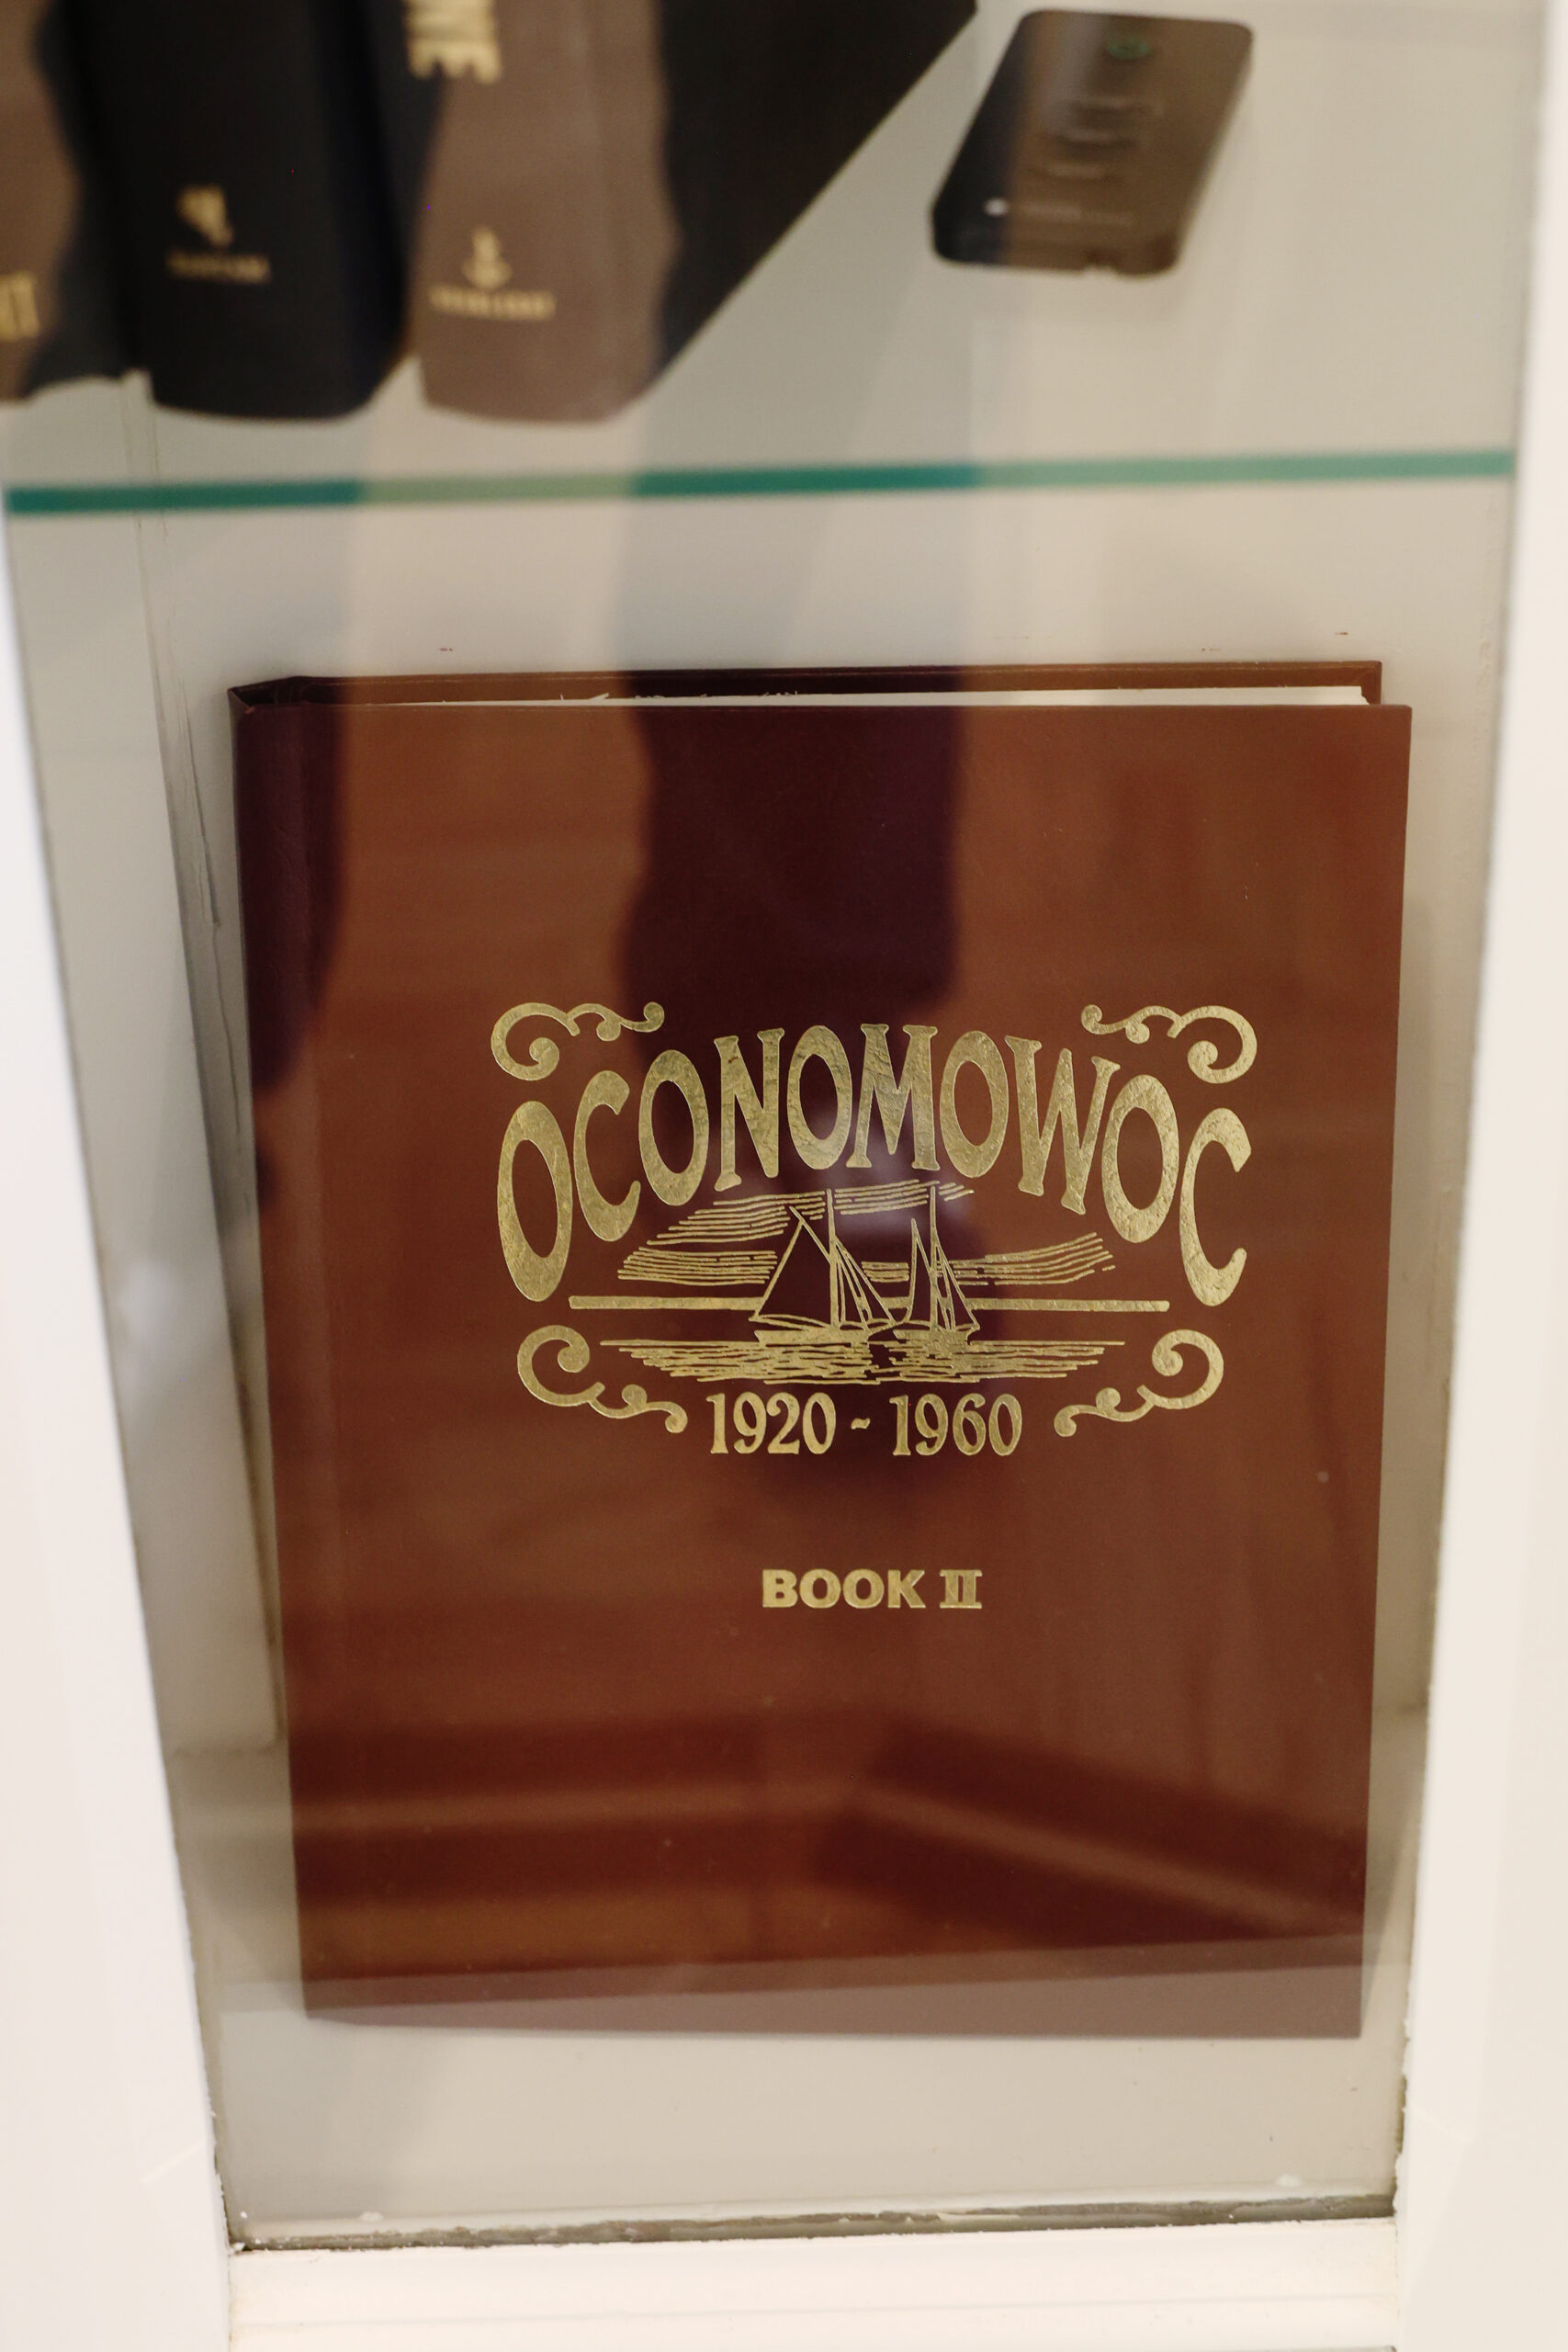 OCONOMOWOC
1920 - 1960
BOOK II